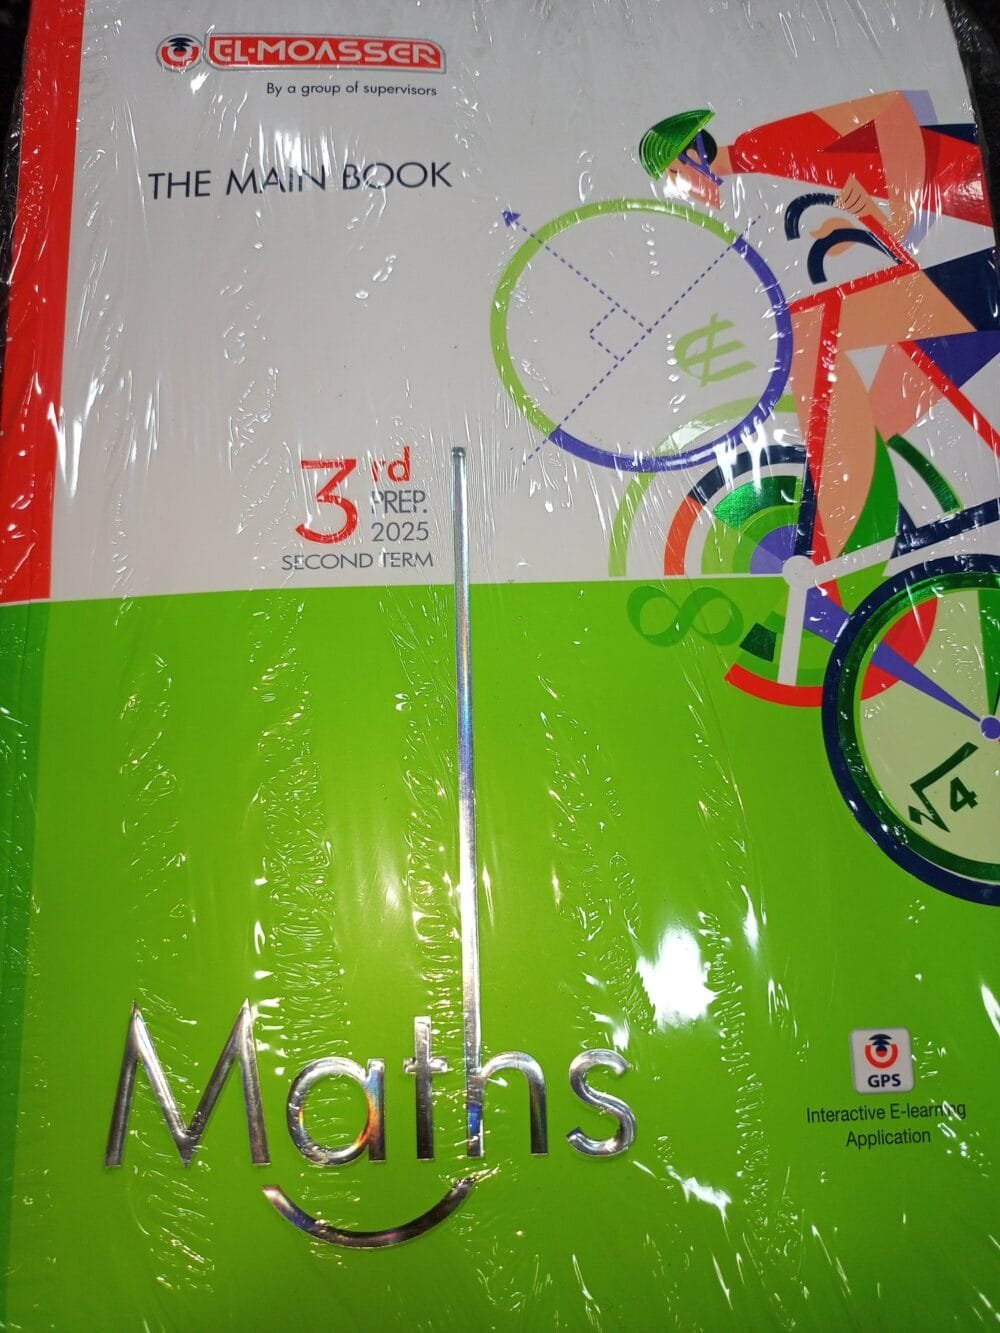 EL-MOASSER
By a group of supervisors
THE MAIN BOOK
3rd
PREP.
2025
SECOND TERM
√4
Maths
GPS
Interactive E-learning
Application